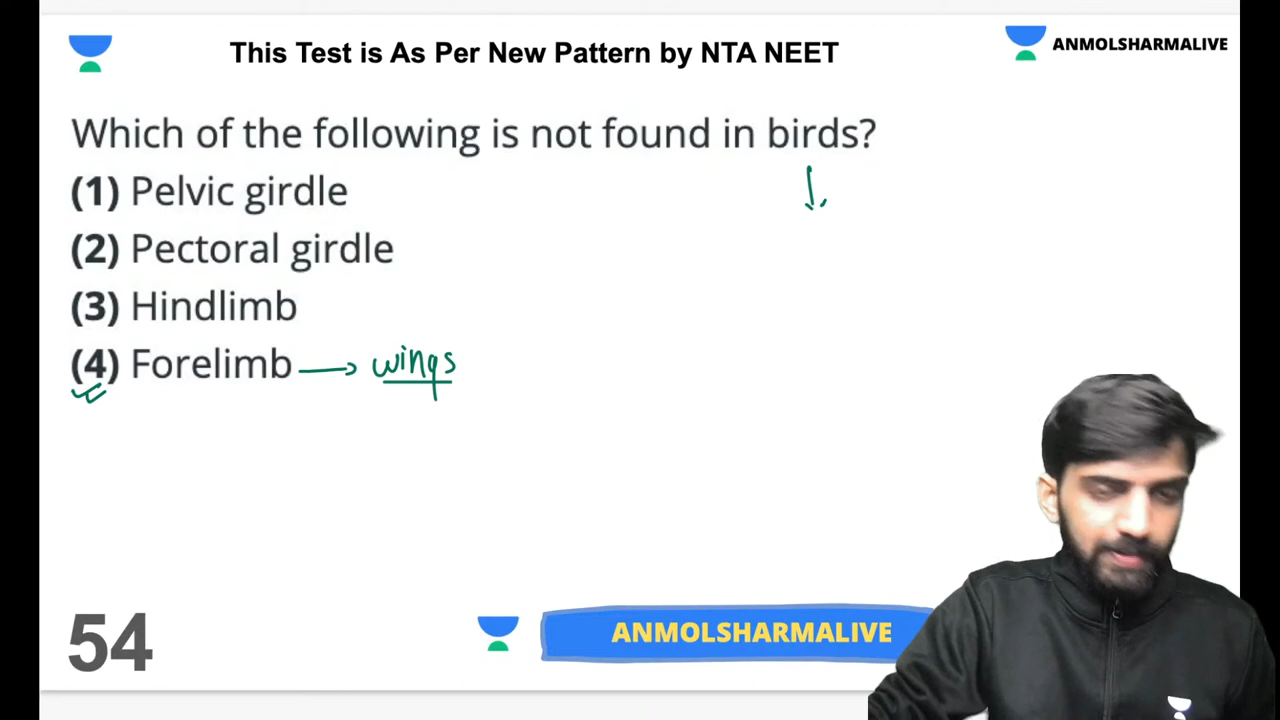 This Test is As Per New Pattern by NTA NEET
ANMOLSHARMALIVE
Which of the following is not found in birds?
(1) Pelvic girdle
(2) Pectoral girdle
(3) Hindlimb
(4) Forelimb → wings
54
ANMOLSHARMALIVE